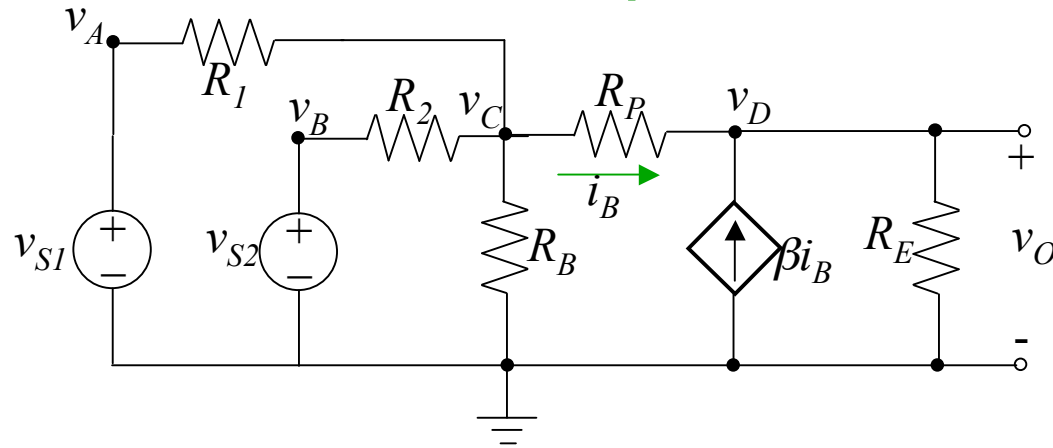 v_A
R_1
v_B
R_2
v_C
R_P
v_D
i_B
+
v_S1
+
−
v_S2
+
−
R_B
βi_B
R_E
v_O
-